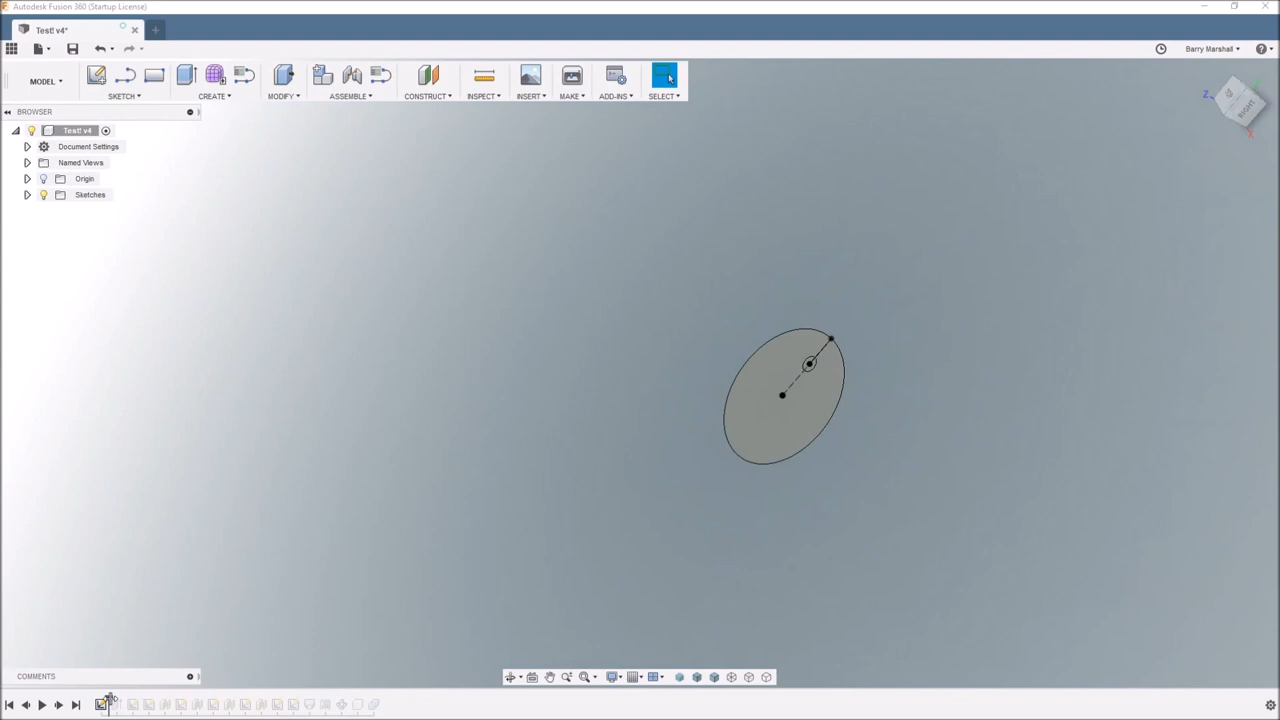 Autodesk Fusion 360 (Startup License)
Test! v4*
Barry Marshall
MODEL
SKETCH
CREATE
MODIFY
ASSEMBLE
CONSTRUCT
INSPECT
INSERT
MAKE
ADD-INS
SELECT
Z
RIGHT
X
BROWSER
Test! v4
Document Settings
Named Views
Origin
Sketches
COMMENTS